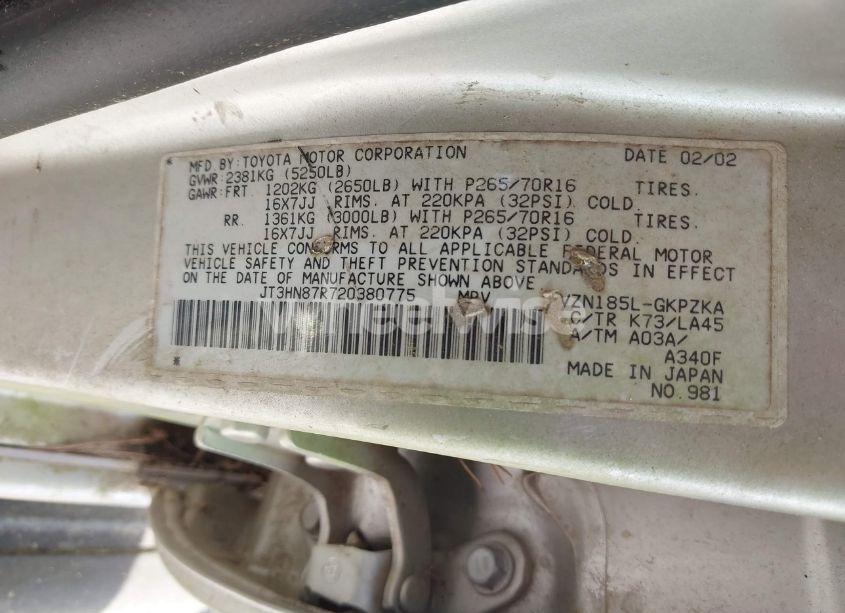 MFD. BY: TOYOTA MOTOR CORPORATION DATE 02/02
GVWR: 2381KG (5250LB)
GAWR: FRT. 1202KG (2650LB) WITH P265/70R16 TIRES.
16X7JJ RIMS. AT 220KPA (32PSI) COLD.
RR. 1361KG (3000LB) WITH P265/70R16 TIRES.
16X7JJ RIMS. AT 220KPA (32PSI) COLD.
THIS VEHICLE CONFORMS TO ALL APPLICABLE FEDERAL MOTOR
VEHICLE SAFETY AND THEFT PREVENTION STANDARDS IN EFFECT
ON THE DATE OF MANUFACTURE SHOWN ABOVE
JT3HN87R720380775 MPV VZN185L-GKPZKA
C/TR K73/LA45
A/TM A03A/
A340F
MADE IN JAPAN
NO. 981
wheelwise